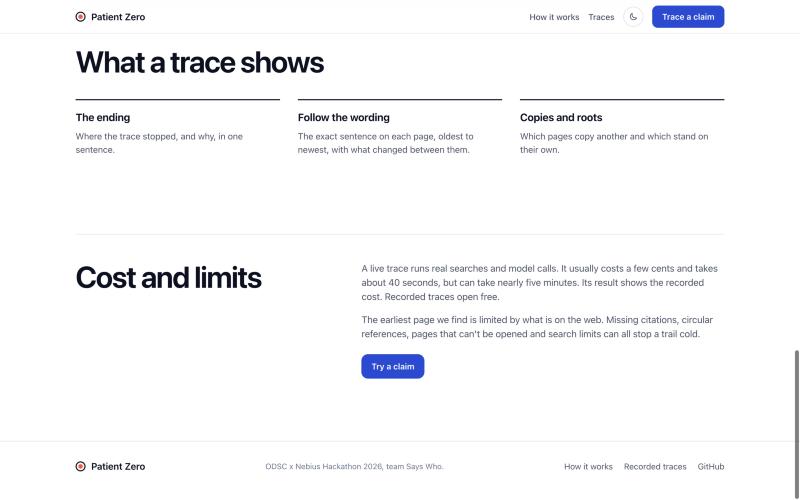 Patient Zero
How it works
Traces
Trace a claim
What a trace shows
The ending
Where the trace stopped, and why, in one
sentence.
Follow the wording
The exact sentence on each page, oldest to
newest, with what changed between them.
Copies and roots
Which pages copy another and which stand on
their own.
Cost and limits
A live trace runs real searches and model calls. It usually costs a few cents and takes
about 40 seconds, but can take nearly five minutes. Its result shows the recorded
cost. Recorded traces open free.
The earliest page we find is limited by what is on the web. Missing citations, circular
references, pages that can't be opened and search limits can all stop a trail cold.
Try a claim
Patient Zero
ODSC x Nebius Hackathon 2026, team Says Who.
How it works
Recorded traces
GitHub